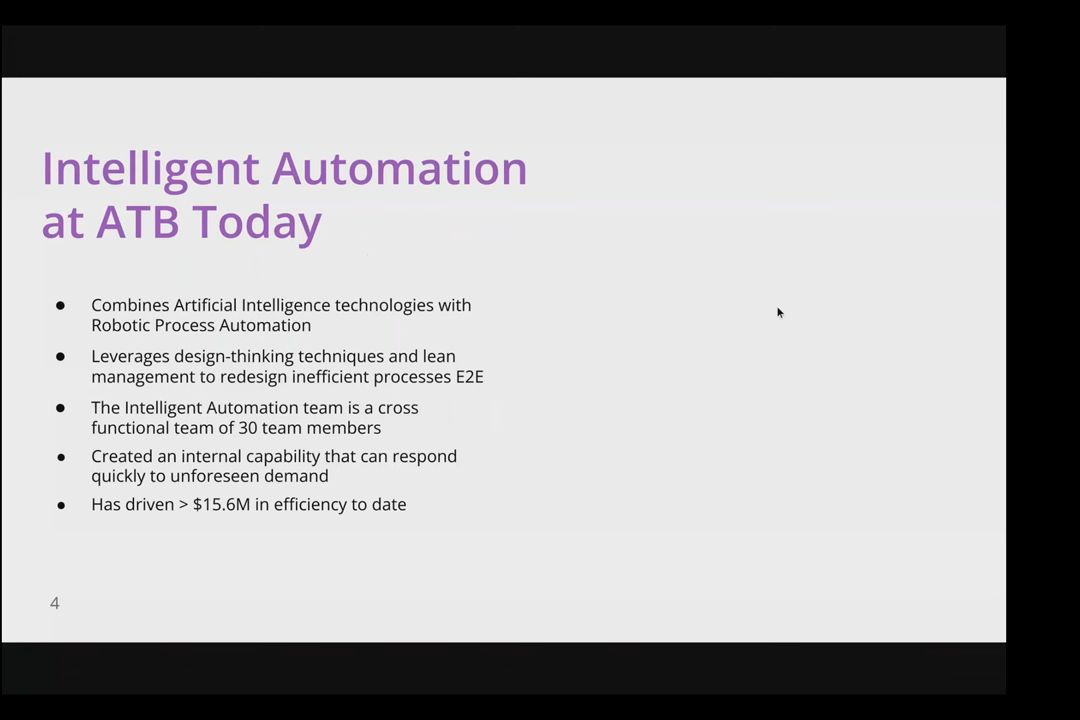 Intelligent Automation
at ATB Today
● Combines Artificial Intelligence technologies with
Robotic Process Automation
● Leverages design-thinking techniques and lean
management to redesign inefficient processes E2E
● The Intelligent Automation team is a cross
functional team of 30 team members
● Created an internal capability that can respond
quickly to unforeseen demand
● Has driven > $15.6M in efficiency to date
4